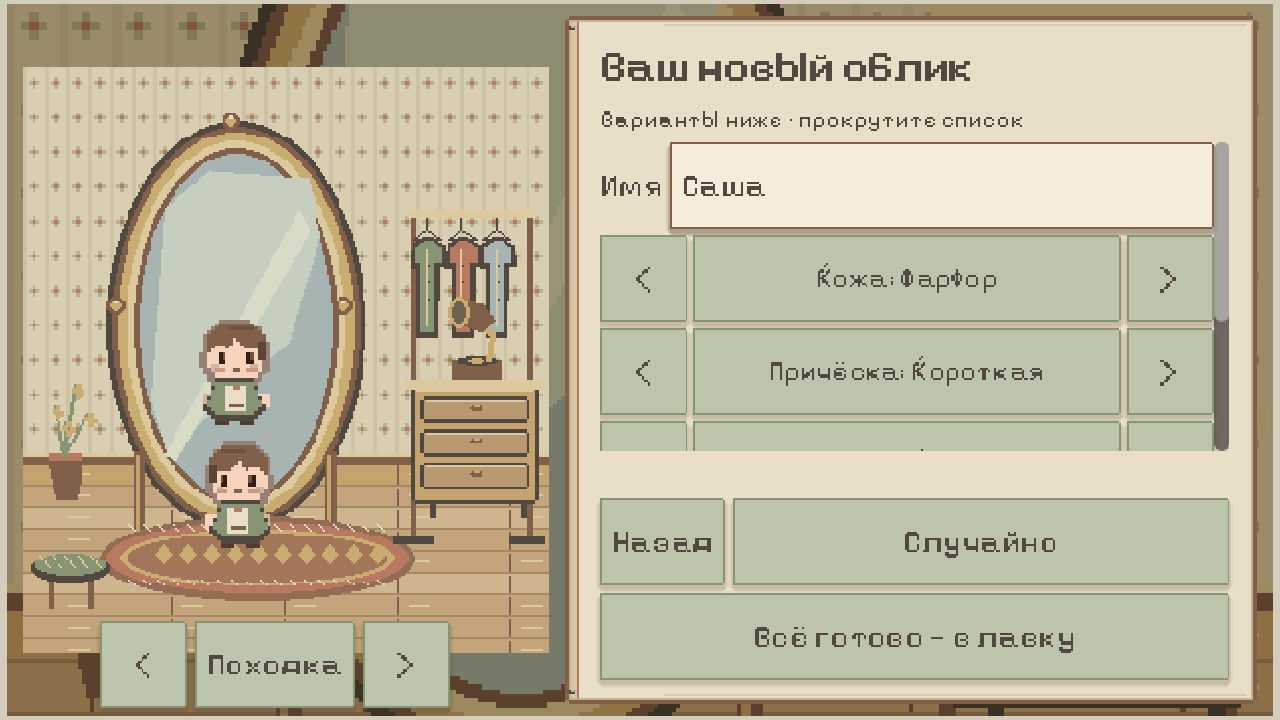 Ваш новый облик
Варианты ниже · прокрутите список
Имя
Саша
<
Кожа: Фарфор
>
<
Причёска: Короткая
>
Назад
Случайно
<
Походка
>
Всё готово – в лавку